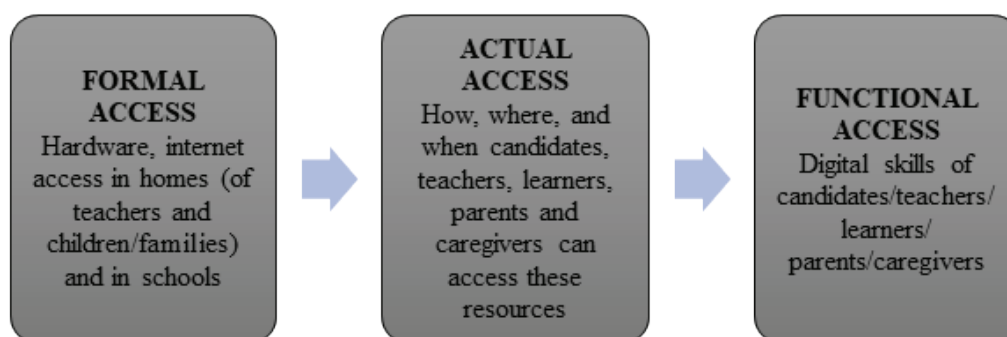 FORMAL
ACCESS
Hardware, internet
access in homes (of
teachers and
children/families)
and in schools
ACTUAL
ACCESS
How, where, and
when candidates,
teachers, learners,
parents and
caregivers can
access these
resources
FUNCTIONAL
ACCESS
Digital skills of
candidates/teachers/
learners/
parents/caregivers